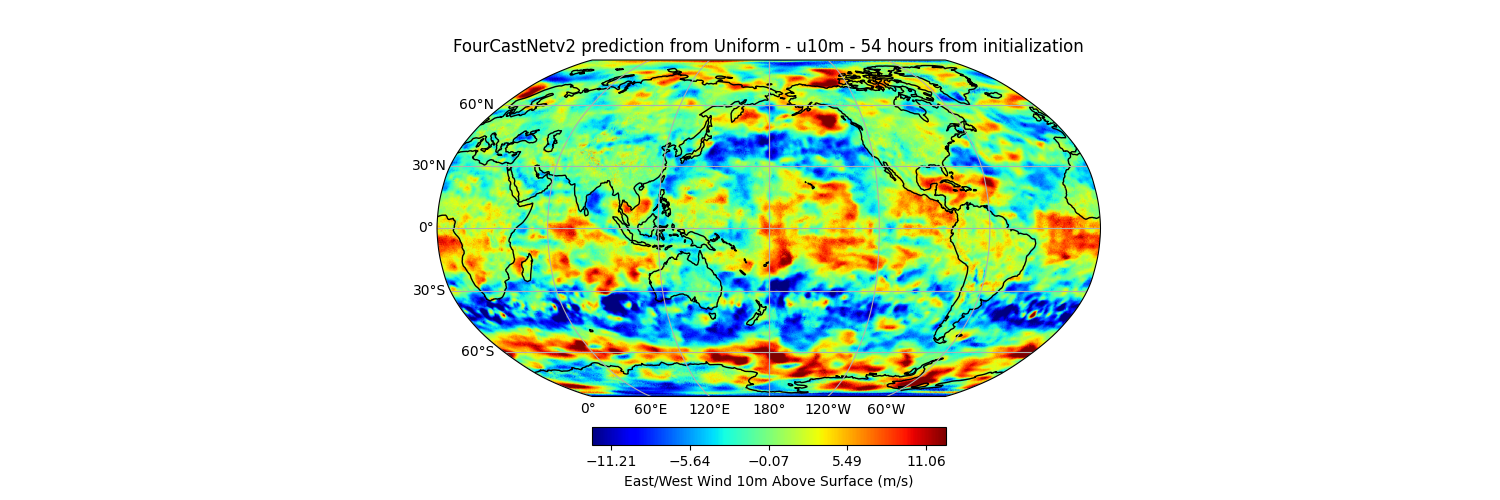 FourCastNetv2 prediction from Uniform - u10m - 54 hours from initialization
60°N
30°N
0°
30°S
60°S
0° 60°E 120°E 180° 120°W 60°W
−11.21 −5.64 −0.07 5.49 11.06
East/West Wind 10m Above Surface (m/s)